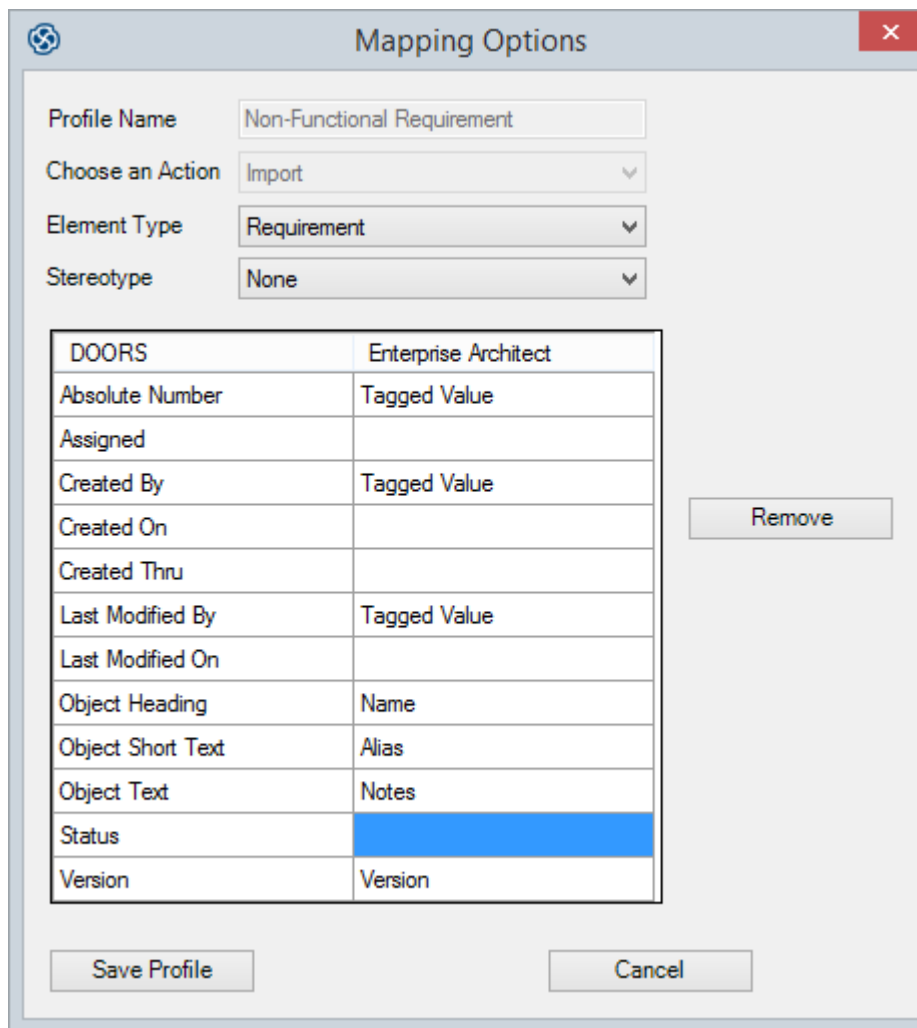 Mapping Options
Profile Name Non-Functional Requirement
Choose an Action Import
Element Type Requirement
Stereotype None
DOORS Enterprise Architect
Absolute Number Tagged Value
Assigned
Created By Tagged Value
Remove
Created On
Created Thru
Last Modified By Tagged Value
Last Modified On
Object Heading Name
Object Short Text Alias
Object Text Notes
Status
Version Version
Save Profile Cancel